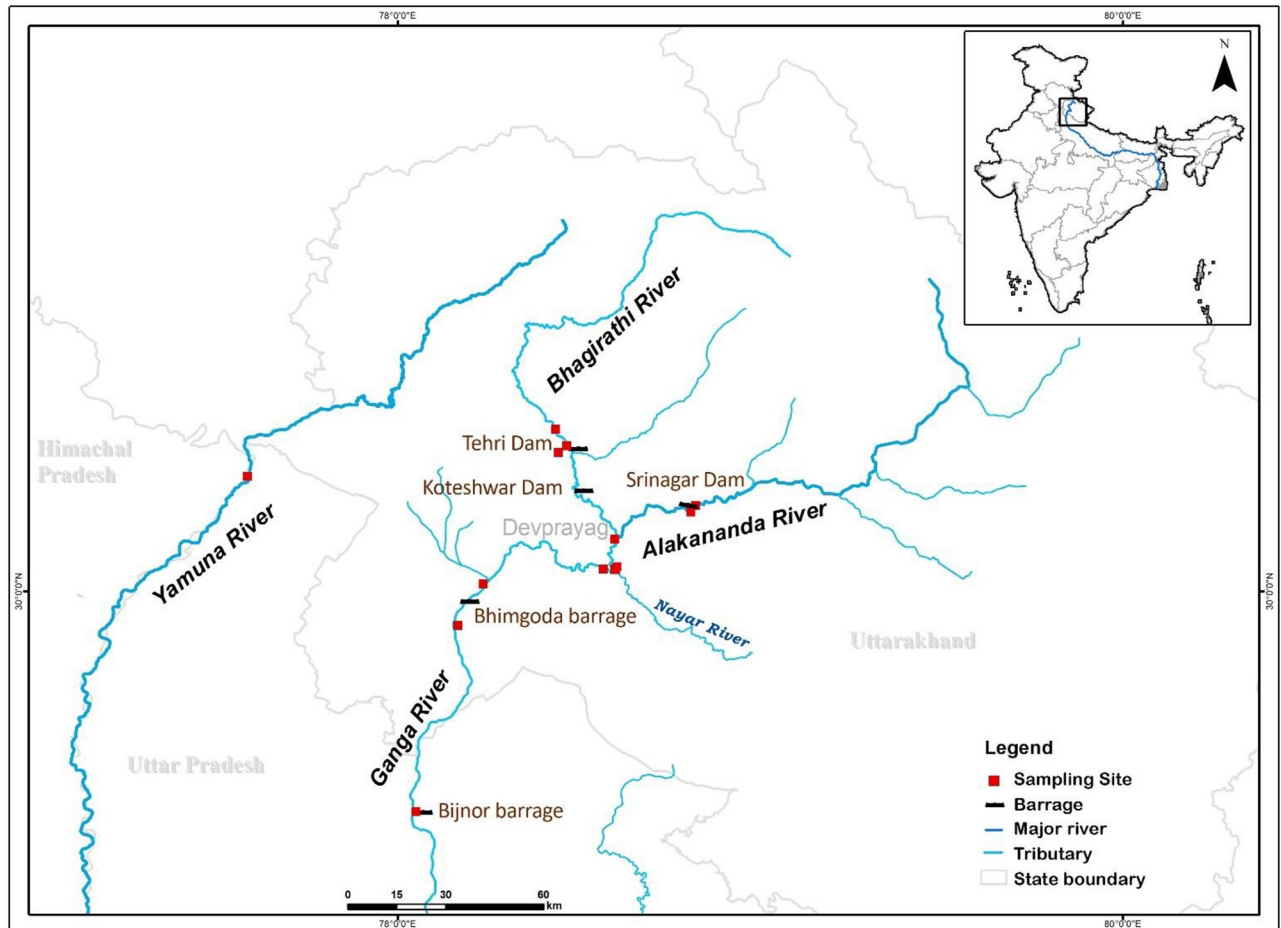 78°0'0"E
80°0'0"E
N
Bhagirathi River
Himachal
Pradesh
Tehri Dam
Koteshwar Dam
Srinagar Dam
Devprayag
Alakananda River
Yamuna River
30°0'0"N
30°0'0"N
Bhimgoda barrage
Nayar River
Uttarakhand
Ganga River
Uttar Pradesh
Bijnor barrage
Legend
Sampling Site
Barrage
Major river
Tributary
State boundary
0 15 30 60
km
78°0'0"E
80°0'0"E